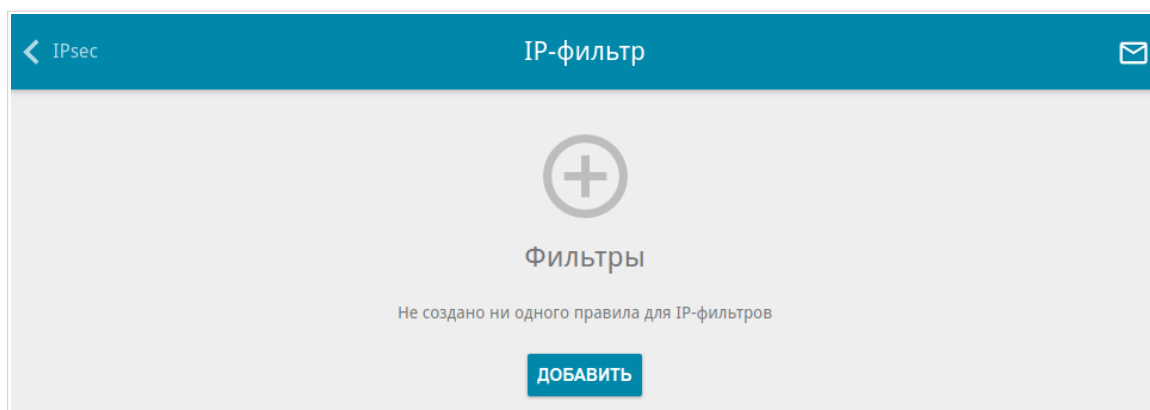 IPsec
IP-фильтр
Фильтры
Не создано ни одного правила для IP-фильтров
ДОБАВИТЬ